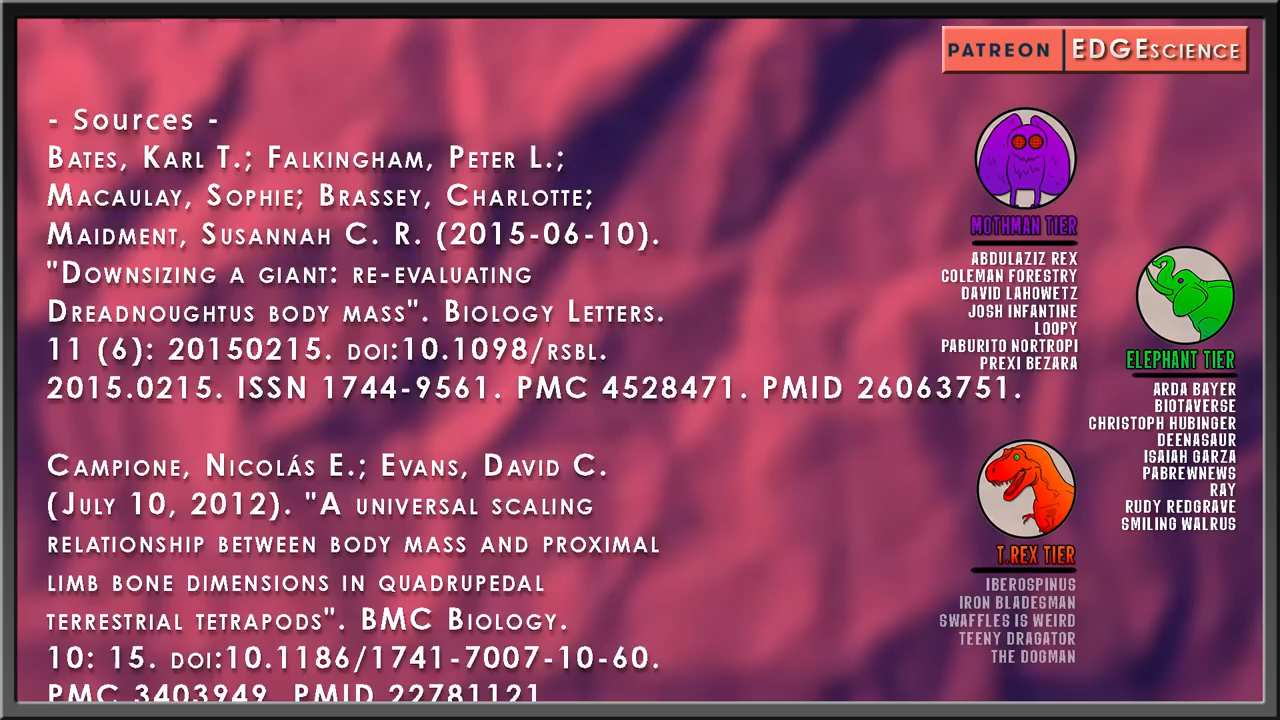 PATREON EDGESCIENCE
- Sources -
Bates, Karl T.; Falkingham, Peter L.;
Macaulay, Sophie; Brassey, Charlotte;
Maidment, Susannah C. R. (2015-06-10).
"Downsizing a giant: re-evaluating
Dreadnoughtus body mass". Biology Letters.
11 (6): 20150215. doi:10.1098/rsbl.
2015.0215. ISSN 1744-9561. PMC 4528471. PMID 26063751.
Campione, Nicolás E.; Evans, David C.
(July 10, 2012). "A universal scaling
relationship between body mass and proximal
limb bone dimensions in quadrupedal
terrestrial tetrapods". BMC Biology.
10: 15. doi:10.1186/1741-7007-10-60.
PMC 3403949. PMID 22781121
MOTHMAN TIER
ABDULAZIZ REX
COLEMAN FORESTRY
DAVID LAHOWETZ
JOSH INFANTINE
LOOPY
PABURITO NORTROPI
PREXI BEZARA
ELEPHANT TIER
ARDA BAYER
BIOTAVERSE
CHRISTOPH HUBINGER
DEENASAUR
ISAIAH GARZA
PABREWNEWS
RAY
RUDY REDGRAVE
SMILING WALRUS
T.REX TIER
IBEROSPINUS
IRON BLADESMAN
SWAFFLES IS WEIRD
TEENY DRAGATOR
THE DOGMAN